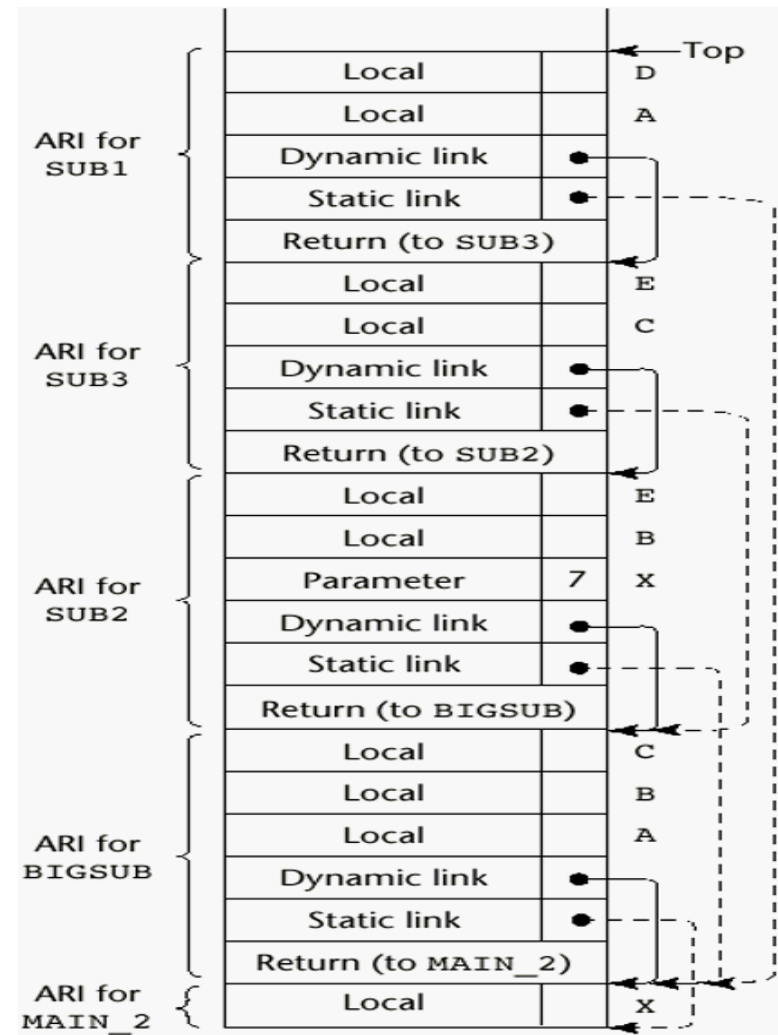 Top
Local D
Local A
ARI for
SUB1
Dynamic link
Static link
Return (to SUB3)
Local E
Local C
ARI for
SUB3
Dynamic link
Static link
Return (to SUB2)
Local E
Local B
Parameter 7 X
ARI for
SUB2
Dynamic link
Static link
Return (to BIGSUB)
Local C
Local B
Local A
ARI for
BIGSUB
Dynamic link
Static link
Return (to MAIN_2)
ARI for
MAIN_2
Local X